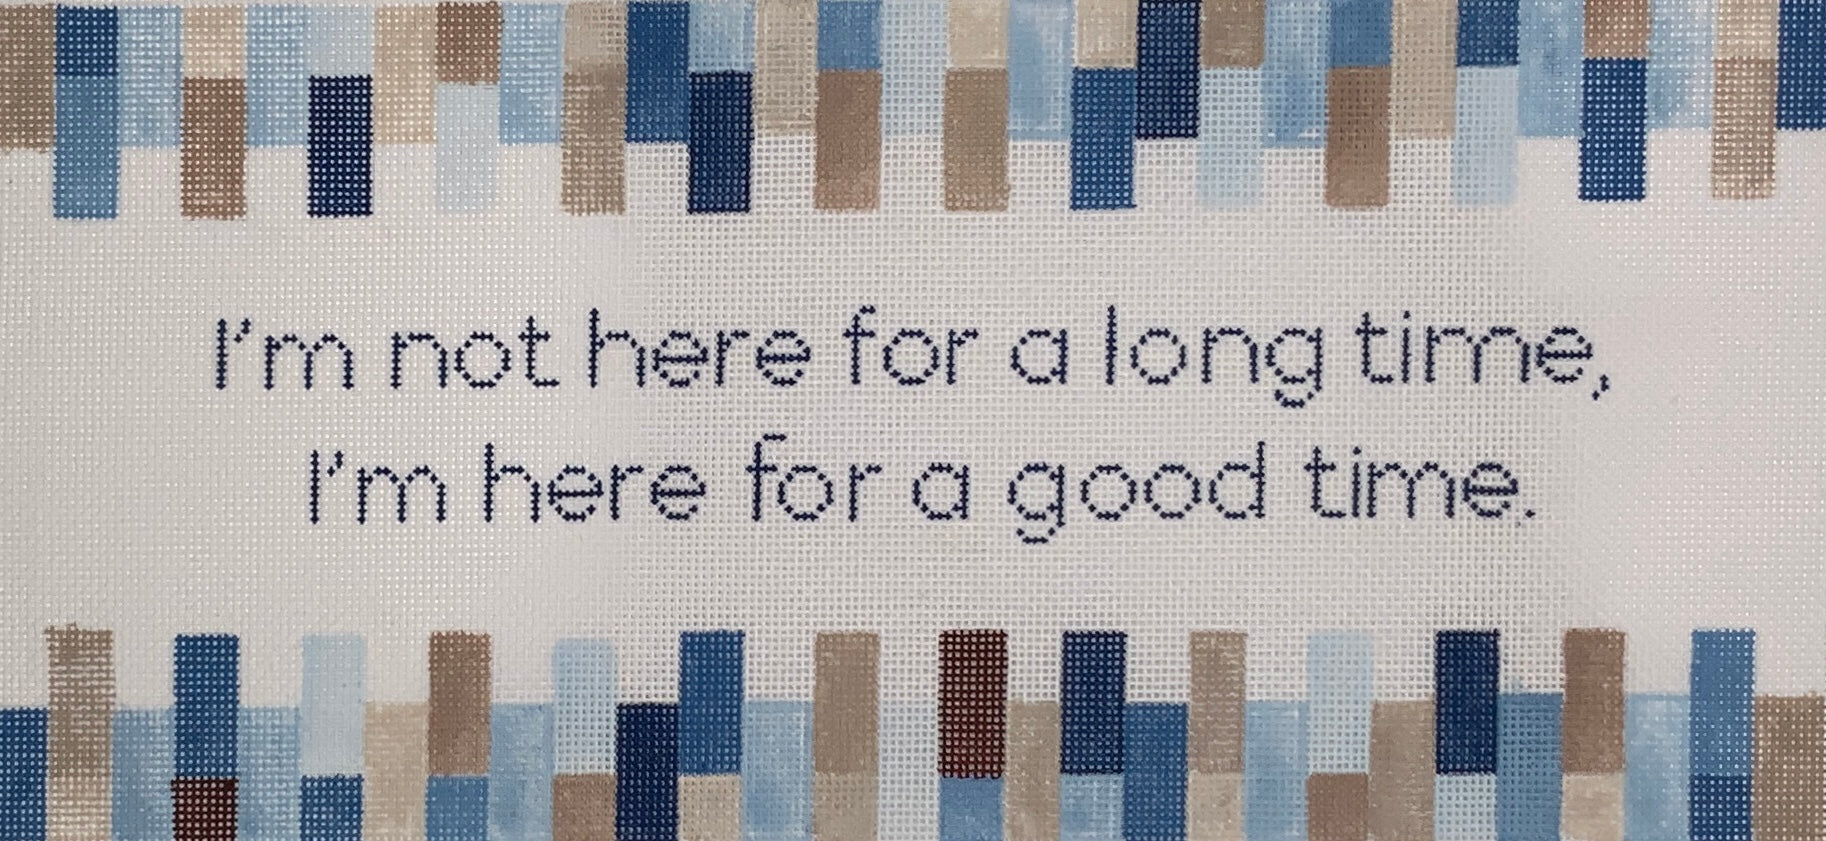 I'm not here for a long time,
I'm here for a good time.